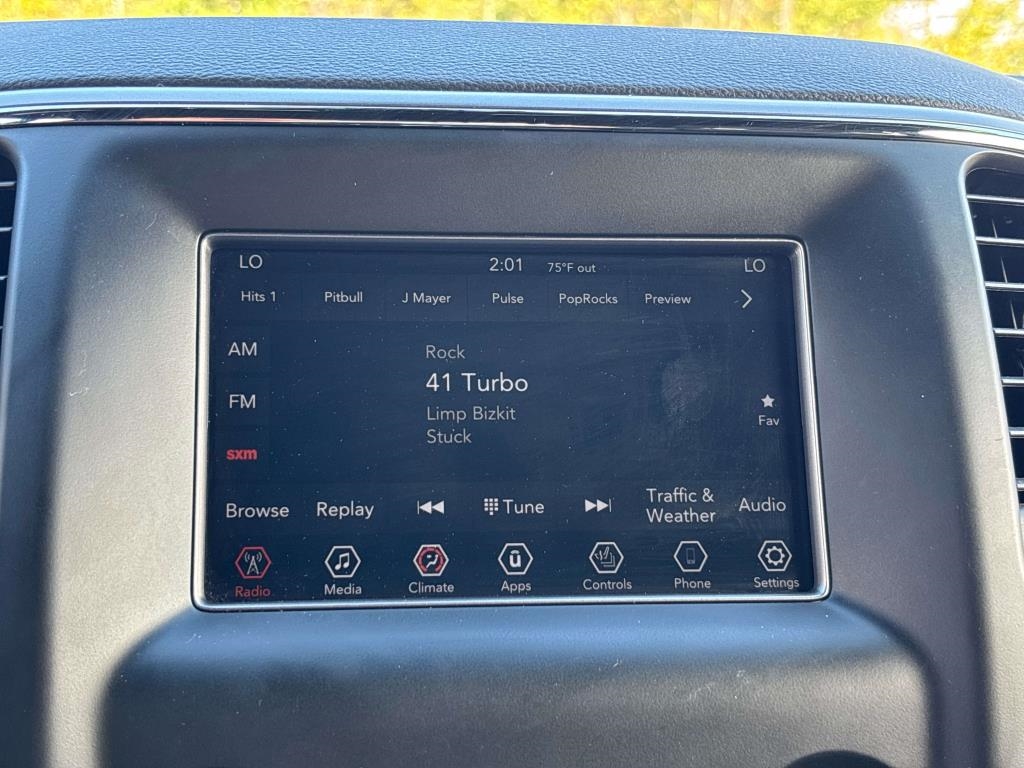 LO 2:01 75°F out LO
Hits 1 Pitbull J Mayer Pulse PopRocks Preview
AM
Rock
41 Turbo
FM
Limp Bizkit
Stuck
Fav
sxm
Browse Replay Tune Traffic & Weather Audio
Radio Media Climate Apps Controls Phone Settings